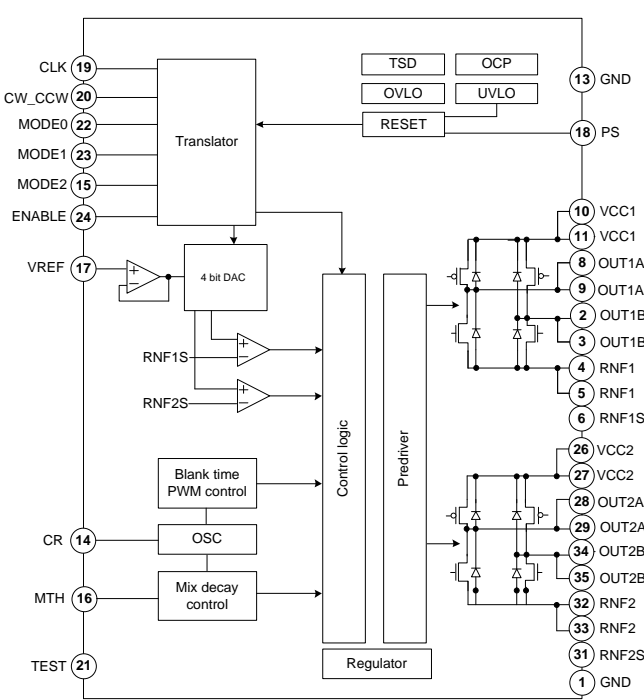 CLK 19
CW_CCW 20
MODE0 22
MODE1 23
MODE2 15
ENABLE 24
VREF 17
Translator
TSD
OCP
OVLO
UVLO
RESET
13 GND
18 PS
+
−
4 bit DAC
+
−
RNF1S
+
−
RNF2S
Blank time
PWM control
OSC
Mix decay
control
CR 14
MTH 16
TEST 21
Control logic
Predriver
Regulator
10 VCC1
11 VCC1
8 OUT1A
9 OUT1A
2 OUT1B
3 OUT1B
4 RNF1
5 RNF1
6 RNF1S
26 VCC2
27 VCC2
28 OUT2A
29 OUT2A
34 OUT2B
35 OUT2B
32 RNF2
33 RNF2
31 RNF2S
1 GND